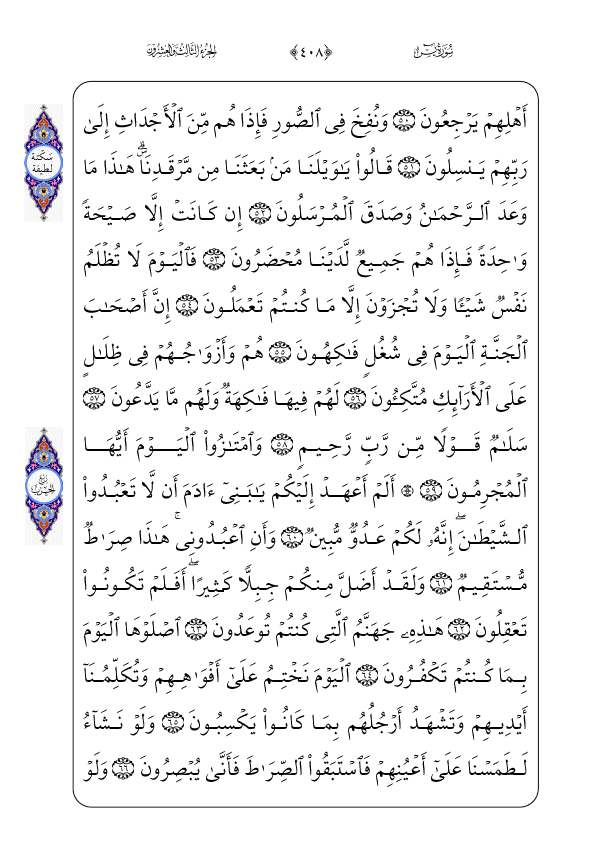 سُورَةُ يسٓ ﴿٤٠٨﴾ الجُزءُ الثَّالِثُ وَالعِشْرُونَ
أَهْلِهِمْ يَرْجِعُونَ ۝٥٠ وَنُفِخَ فِى ٱلصُّورِ فَإِذَا هُم مِّنَ ٱلْأَجْدَاثِ إِلَىٰ
رَبِّهِمْ يَنسِلُونَ ۝٥١ قَالُوا۟ يَٰوَيْلَنَا مَنۢ بَعَثَنَا مِن مَّرْقَدِنَا ۜ ۗ هَٰذَا مَا
سَكتَة لطيفة
وَعَدَ ٱلرَّحْمَٰنُ وَصَدَقَ ٱلْمُرْسَلُونَ ۝٥٢ إِن كَانَتْ إِلَّا صَيْحَةً
وَٰحِدَةً فَإِذَا هُمْ جَمِيعٌ لَّدَيْنَا مُحْضَرُونَ ۝٥٣ فَٱلْيَوْمَ لَا تُظْلَمُ
نَفْسٌ شَيْـًٔا وَلَا تُجْزَوْنَ إِلَّا مَا كُنتُمْ تَعْمَلُونَ ۝٥٤ إِنَّ أَصْحَٰبَ
ٱلْجَنَّةِ ٱلْيَوْمَ فِى شُغُلٍ فَٰكِهُونَ ۝٥٥ هُمْ وَأَزْوَٰجُهُمْ فِى ظِلَٰلٍ
عَلَى ٱلْأَرَآئِكِ مُتَّكِـُٔونَ ۝٥٦ لَهُمْ فِيهَا فَٰكِهَةٌ وَلَهُم مَّا يَدَّعُونَ ۝٥٧
سَلَٰمٌ قَوْلًا مِّن رَّبٍّ رَّحِيمٍ ۝٥٨ وَٱمْتَٰزُوا۟ ٱلْيَوْمَ أَيُّهَا
ٱلْمُجْرِمُونَ ۝٥٩ ۞ أَلَمْ أَعْهَدْ إِلَيْكُمْ يَٰبَنِىٓ ءَادَمَ أَن لَّا تَعْبُدُوا۟
ربع الحزب
ٱلشَّيْطَٰنَ ۖ إِنَّهُۥ لَكُمْ عَدُوٌّ مُّبِينٌ ۝٦٠ وَأَنِ ٱعْبُدُونِى ۚ هَٰذَا صِرَٰطٌ
مُّسْتَقِيمٌ ۝٦١ وَلَقَدْ أَضَلَّ مِنكُمْ جِبِلًّا كَثِيرًا ۖ أَفَلَمْ تَكُونُوا۟
تَعْقِلُونَ ۝٦٢ هَٰذِهِۦ جَهَنَّمُ ٱلَّتِى كُنتُمْ تُوعَدُونَ ۝٦٣ ٱصْلَوْهَا ٱلْيَوْمَ
بِمَا كُنتُمْ تَكْفُرُونَ ۝٦٤ ٱلْيَوْمَ نَخْتِمُ عَلَىٰٓ أَفْوَٰهِهِمْ وَتُكَلِّمُنَآ
أَيْدِيهِمْ وَتَشْهَدُ أَرْجُلُهُم بِمَا كَانُوا۟ يَكْسِبُونَ ۝٦٥ وَلَوْ نَشَآءُ
لَطَمَسْنَا عَلَىٰٓ أَعْيُنِهِمْ فَٱسْتَبَقُوا۟ ٱلصِّرَٰطَ فَأَنَّىٰ يُبْصِرُونَ ۝٦٦ وَلَوْ